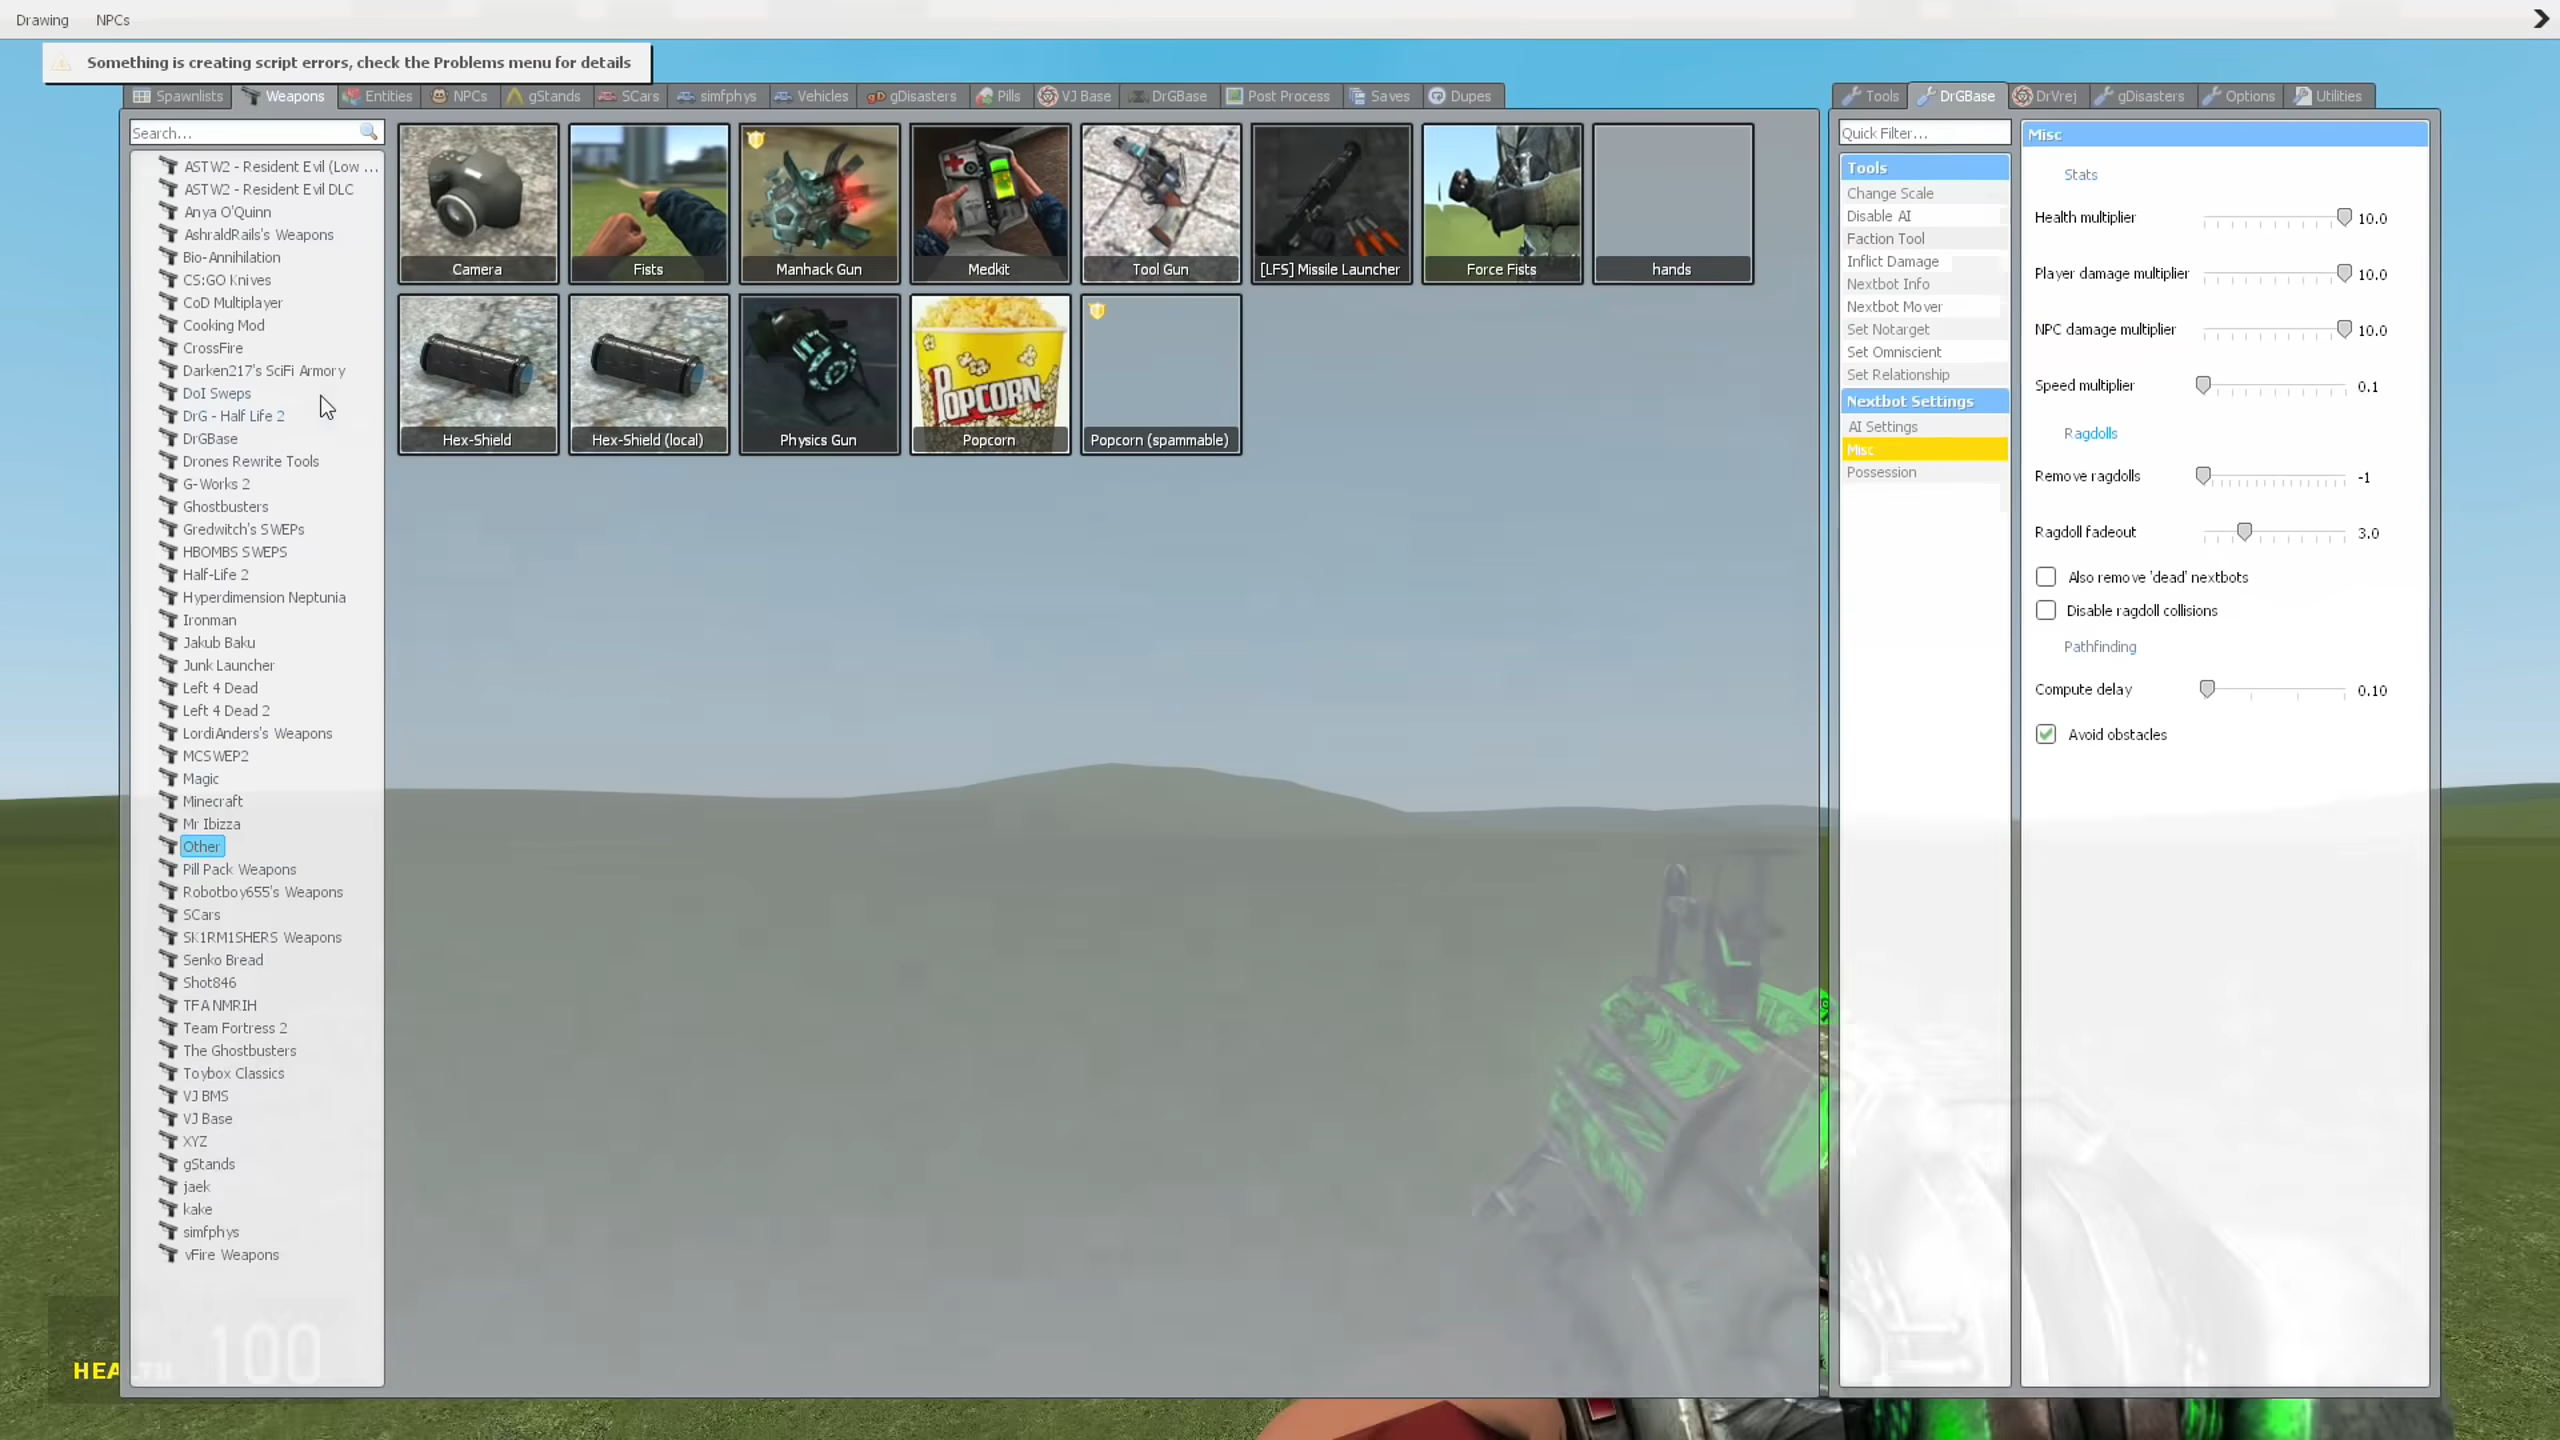 Drawing NPCs
Something is creating script errors, check the Problems menu for details
Spawnlists Weapons Entities NPCs gStands SCars simfphys Vehicles gDisasters Pills VJ Base DrGBase Post Process Saves Dupes
Search...
ASTW2 - Resident Evil (Low ...
ASTW2 - Resident Evil DLC
Anya O'Quinn
AshraldRails's Weapons
Bio-Annihilation
CS:GO Knives
CoD Multiplayer
Cooking Mod
CrossFire
Darken217's SciFi Armory
DoI Sweps
DrG - Half Life 2
DrGBase
Drones Rewrite Tools
G-Works 2
Ghostbusters
Gredwitch's SWEPs
HBOMBS SWEPS
Half-Life 2
Hyperdimension Neptunia
Ironman
Jakub Baku
Junk Launcher
Left 4 Dead
Left 4 Dead 2
LordiAnders's Weapons
MCSWEP2
Magic
Minecraft
Mr Ibizza
Other
Pill Pack Weapons
Robotboy655's Weapons
SCars
SK1RM1SHERS Weapons
Senko Bread
Shot846
TFA NMRIH
Team Fortress 2
The Ghostbusters
Toybox Classics
VJ BMS
VJ Base
XYZ
gStands
jaek
kake
simfphys
vFire Weapons
Camera Fists Manhack Gun Medkit Tool Gun [LFS] Missile Launcher Force Fists hands
POPCORN
Hex-Shield Hex-Shield (local) Physics Gun Popcorn Popcorn (spammable)
Tools DrGBase DrVrej gDisasters Options Utilities
Quick Filter...
Tools
Change Scale
Disable AI
Faction Tool
Inflict Damage
Nextbot Info
Nextbot Mover
Set Notarget
Set Omniscient
Set Relationship
Nextbot Settings
AI Settings
Misc
Possession
Misc
Stats
Health multiplier 10.0
Player damage multiplier 10.0
NPC damage multiplier 10.0
Speed multiplier 0.1
Ragdolls
Remove ragdolls -1
Ragdoll fadeout 3.0
Also remove 'dead' nextbots
Disable ragdoll collisions
Pathfinding
Compute delay 0.10
Avoid obstacles
HEALTH 100